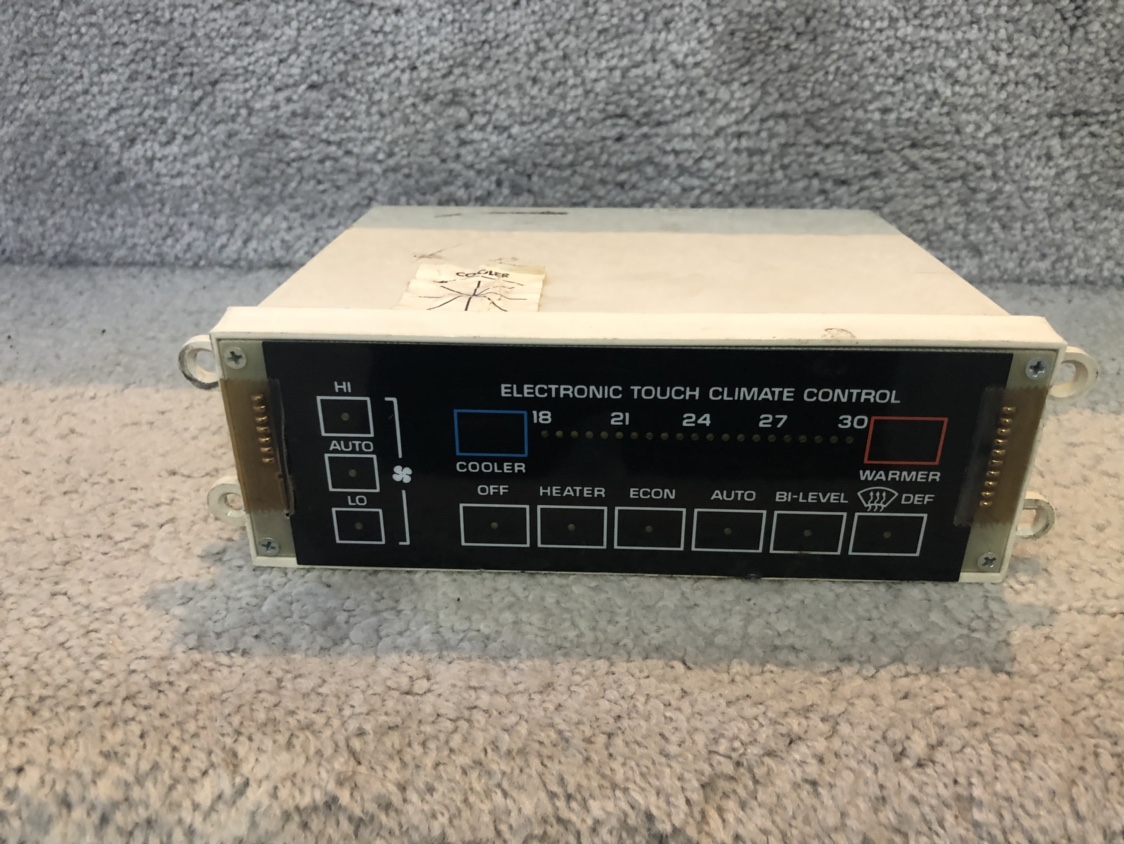 COOLER
HI
ELECTRONIC TOUCH CLIMATE CONTROL
18 21 24 27 30
AUTO
COOLER
WARMER
LO
OFF HEATER ECON AUTO BI-LEVEL DEF